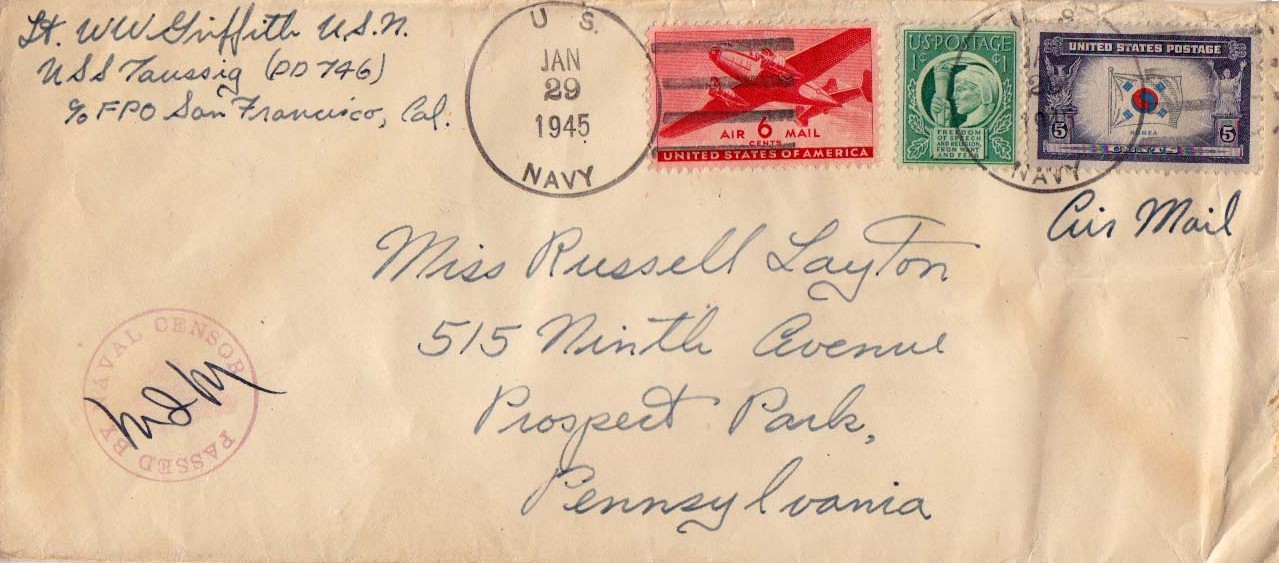 Lt. WW Griffith U.S.N.
USS Taussig (DD 746)
℅ FPO San Francisco, Cal.
U. S.
JAN
29
1945
NAVY
AIR 6 MAIL
CENTS
UNITED STATES OF AMERICA
U S POSTAGE
1¢ ¢1
FREEDOM
OF SPEECH
AND RELIGION,
FROM WANT
AND FEAR
UNITED STATES POSTAGE
KOREA
5 5
NAVY
Air Mail
Miss Russell Layton
515 Ninth Avenue
Prospect Park,
Pennsylvania
PASSED BY NAVAL CENSOR